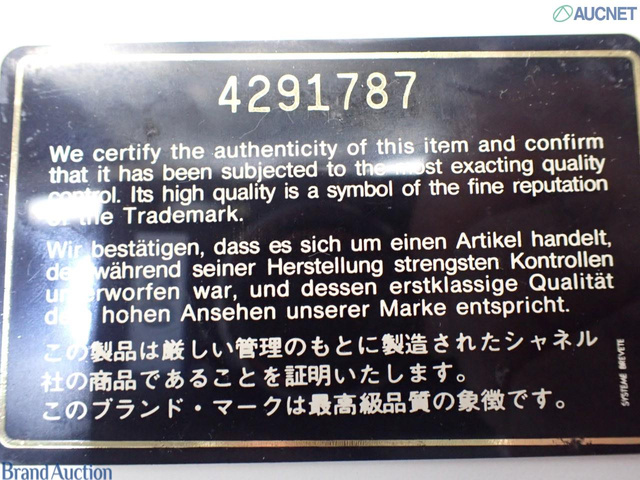 AUCNET
4291787
We certify the authenticity of this item and confirm
that it has been subjected to the most exacting quality
control. Its high quality is a symbol of the fine reputation
of the Trademark.
Wir bestätigen, dass es sich um einen Artikel handelt,
der während seiner Herstellung strengsten Kontrollen
unterworfen war, und dessen erstklassige Qualität
dem hohen Ansehen unserer Marke entspricht.
この製品は厳しい管理のもとに製造されたシャネル
社の商品であることを証明いたします。
このブランド・マークは最高級品質の象徴です。
SYSTEME BREVETE
BrandAuction